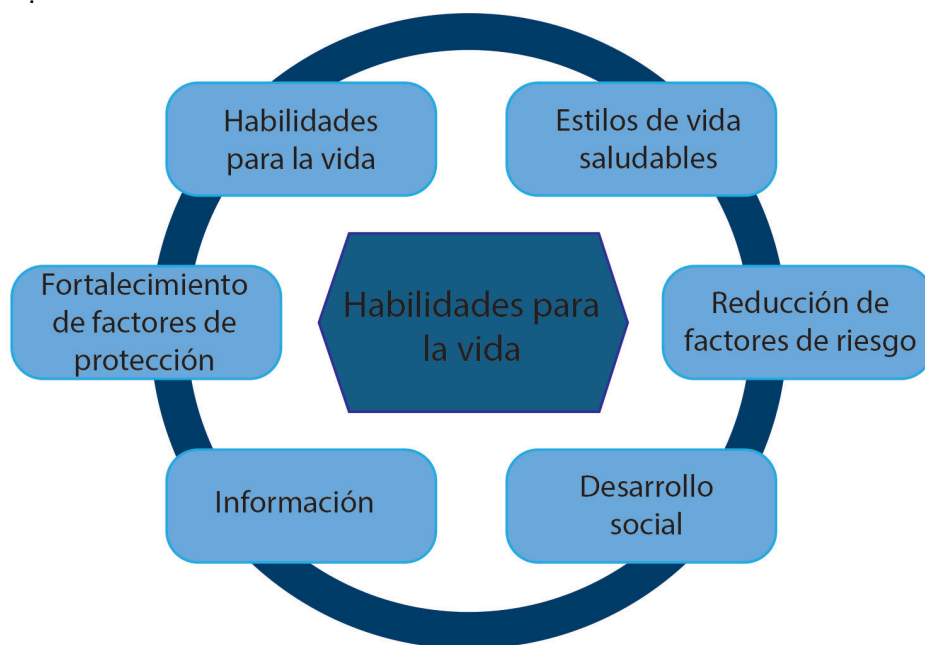 Habilidades
para la vida
Estilos de vida
saludables
Fortalecimiento
de factores de
protección
Habilidades para
la vida
Reducción de
factores de riesgo
Información
Desarrollo
social